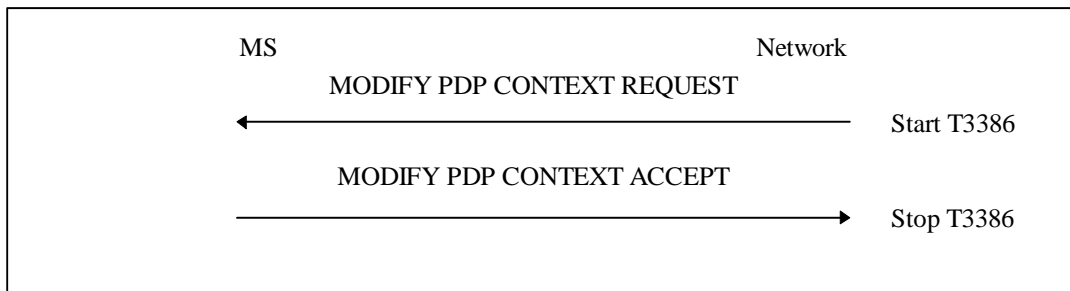 MS Network
MODIFY PDP CONTEXT REQUEST
Start T3386
MODIFY PDP CONTEXT ACCEPT
Stop T3386